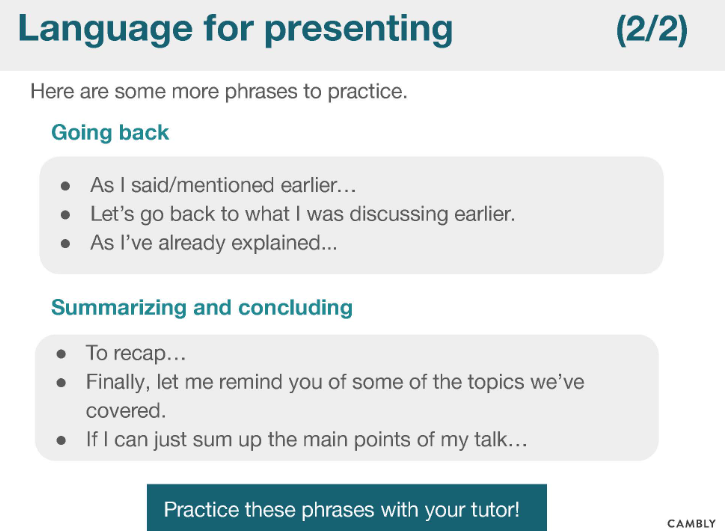 Language for presenting (2/2)
Here are some more phrases to practice.
Going back
● As I said/mentioned earlier…
● Let’s go back to what I was discussing earlier.
● As I’ve already explained...
Summarizing and concluding
● To recap…
● Finally, let me remind you of some of the topics we’ve
covered.
● If I can just sum up the main points of my talk…
Practice these phrases with your tutor!
CAMBLY